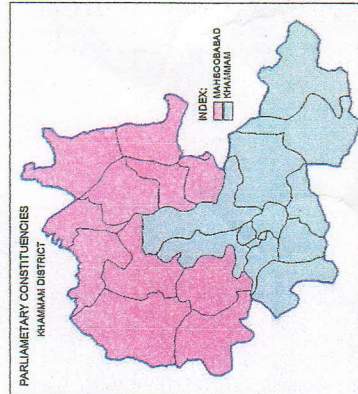 PARLIAMETARY CONSTITUENCIES
KHAMMAM DISTRICT
INDEX:
MAHBOOBABAD
KHAMMAM